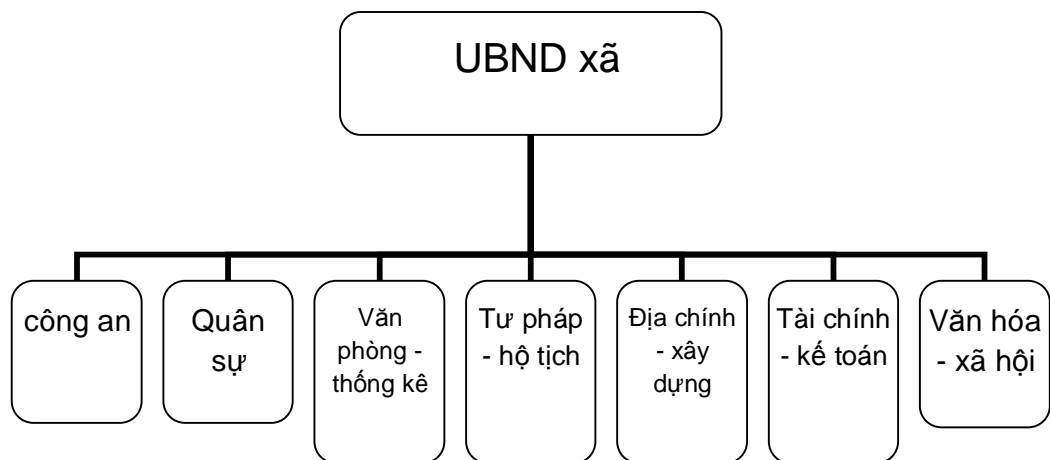 UBND xã
công an
Quân
sự
Văn
phòng -
thống kê
Tư pháp
- hộ tịch
Địa chính
- xây
dựng
Tài chính
- kế toán
Văn hóa
- xã hội